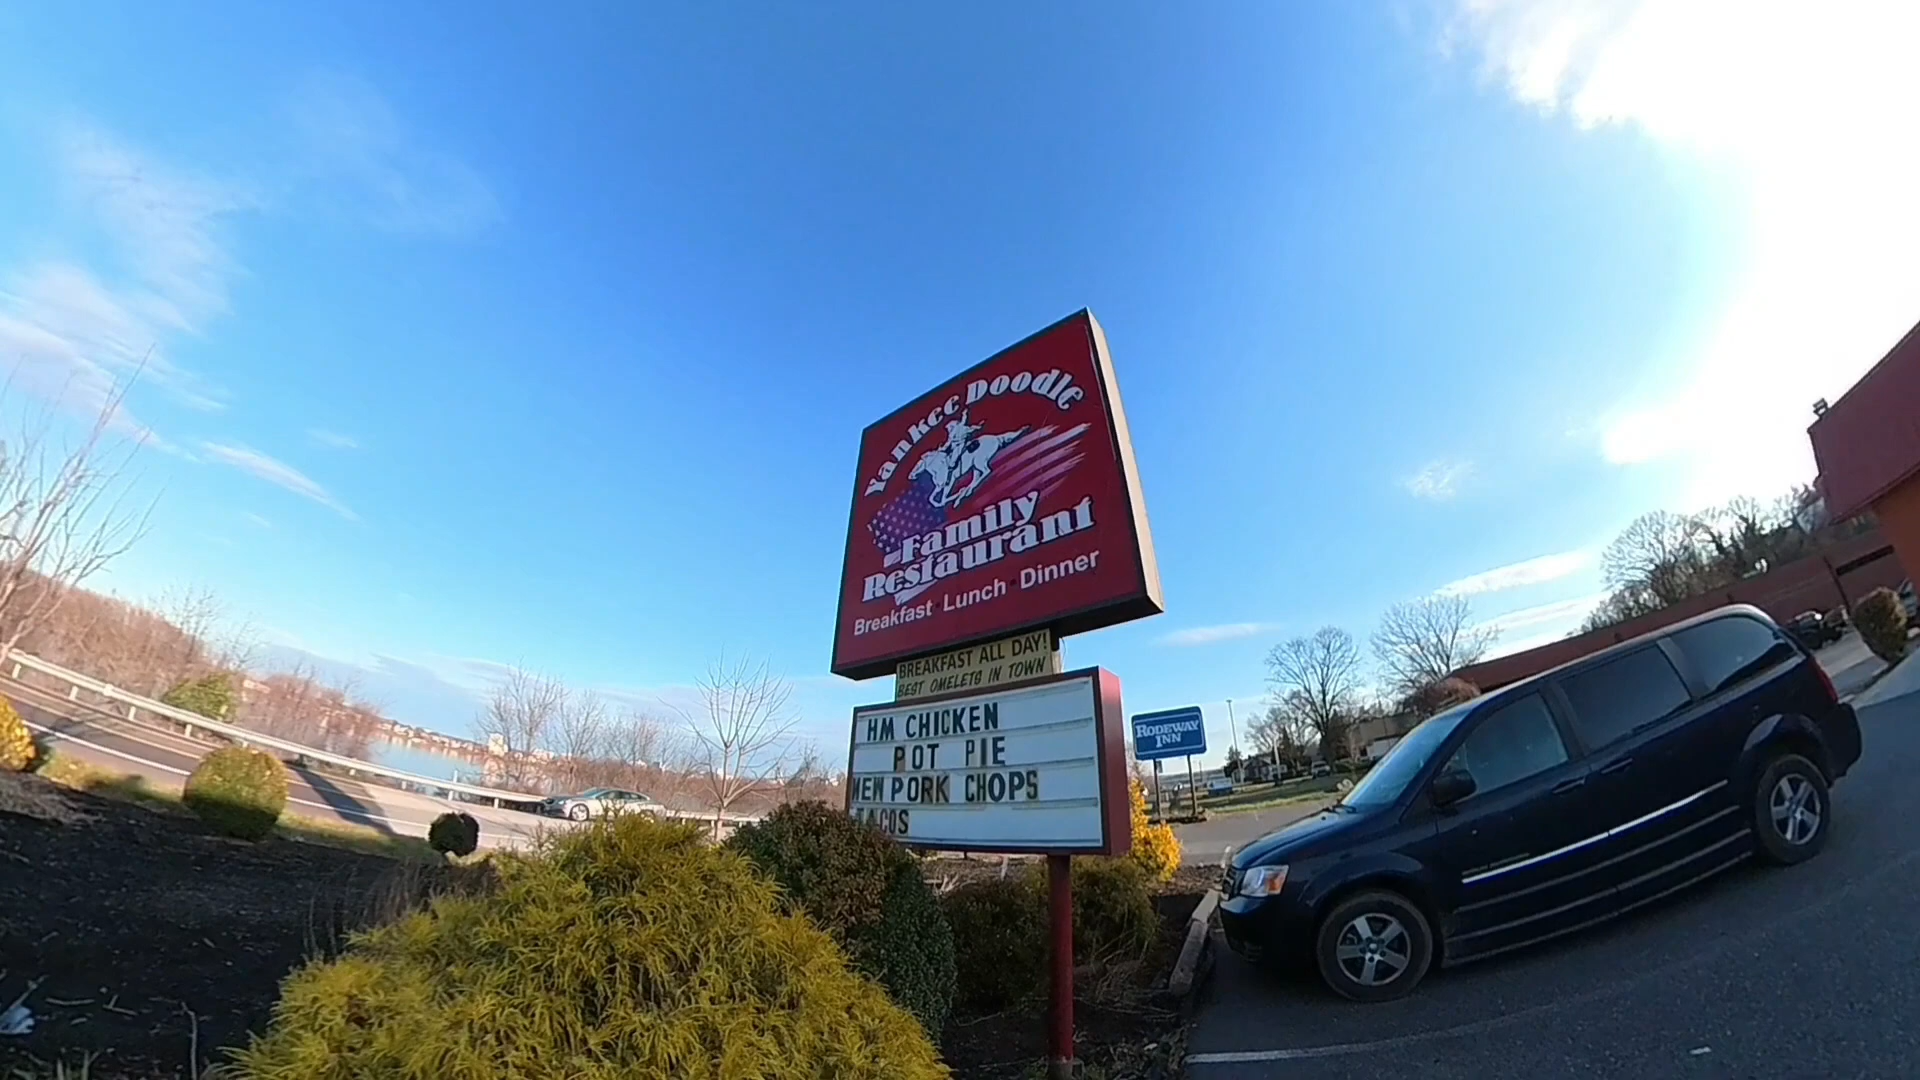 Yankee Doodle
Family
Restaurant
Breakfast · Lunch · Dinner
BREAKFAST ALL DAY!
BEST OMELETS IN TOWN
HM CHICKEN
POT PIE
NEW PORK CHOPS
TACOS
RODEWAY
INN